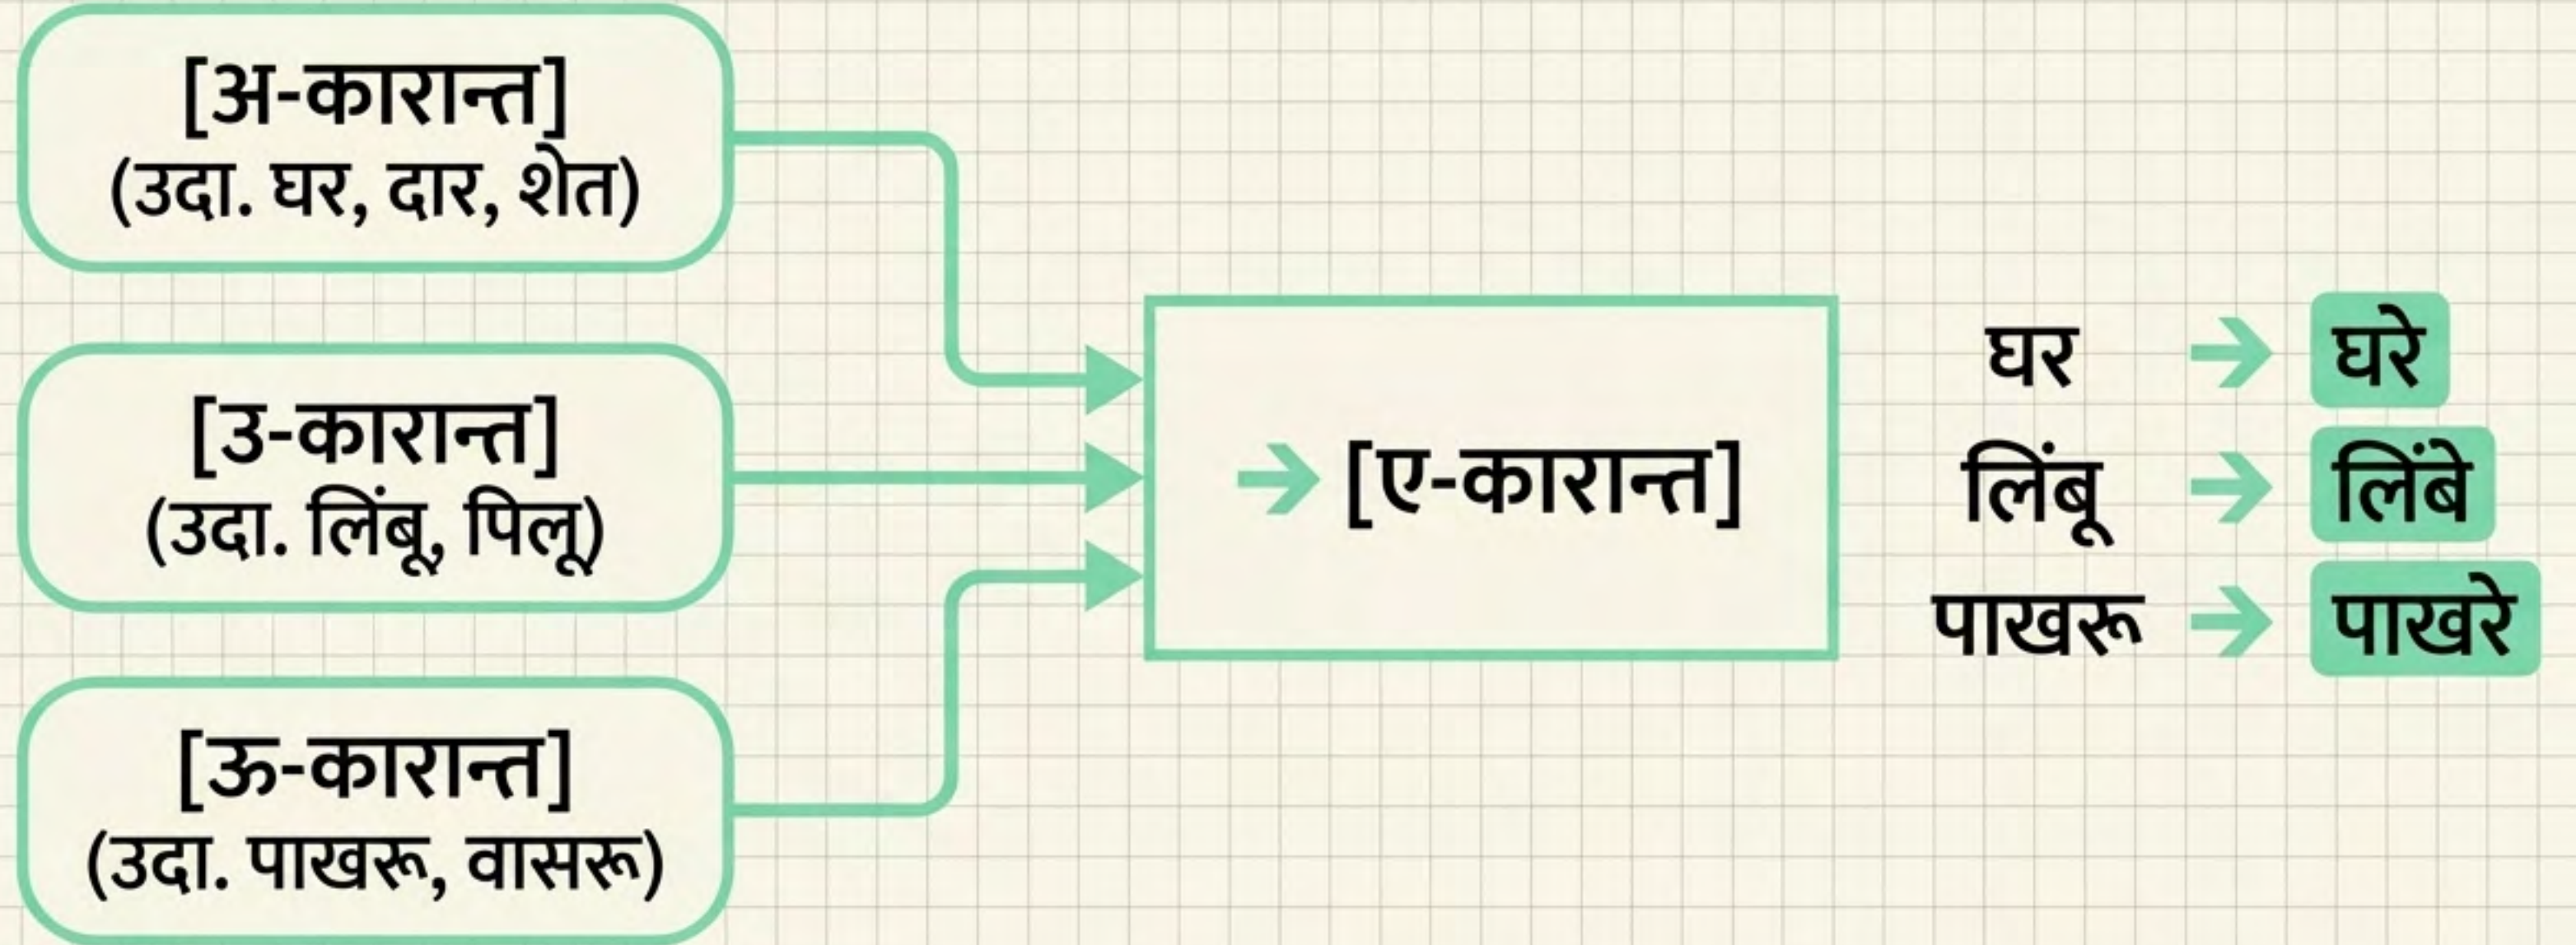 [अ-कारान्त]
(उदा. घर, दार, शेत)
[उ-कारान्त]
(उदा. लिंबू, पिलू)
[ऊ-कारान्त]
(उदा. पाखरू, वासरू)
→ [ए-कारान्त]
घर → घरे
लिंबू → लिंबे
पाखरू → पाखरे